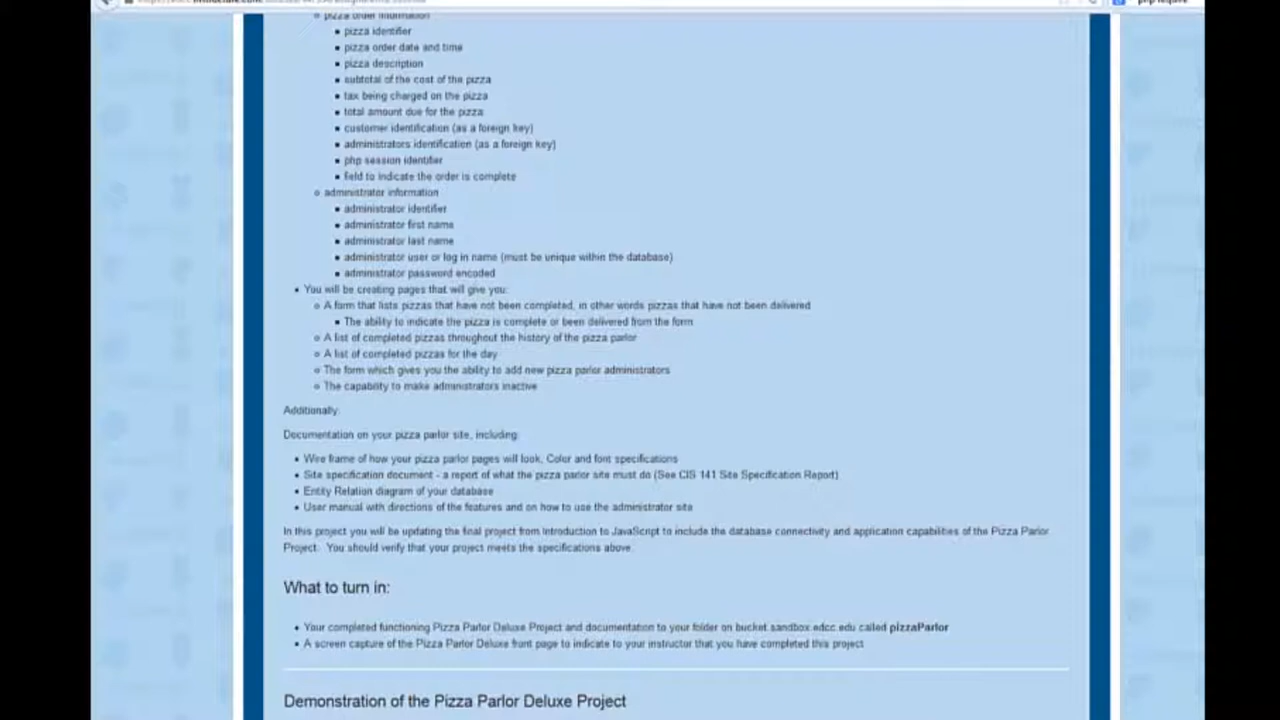 pizza order information
pizza identifier
pizza order date and time
pizza description
subtotal of the cost of the pizza
tax being charged on the pizza
total amount due for the pizza
customer identification (as a foreign key)
administrators identification (as a foreign key)
php session identifier
field to indicate the order is complete
administrator information
administrator identifier
administrator first name
administrator last name
administrator user or log in name (must be unique within the database)
administrator password encoded
You will be creating pages that will give you:
A form that lists pizzas that have not been completed, in other words pizzas that have not been delivered
The ability to indicate the pizza is complete or been delivered from the form
A list of completed pizzas throughout the history of the pizza parlor
A list of completed pizzas for the day
The form which gives you the ability to add new pizza parlor administrators
The capability to make administrators inactive
Additionally:
Documentation on your pizza parlor site, including:
Wire frame of how your pizza parlor pages will look, Color and font specifications
Site specification document - a report of what the pizza parlor site must do (See CIS 141 Site Specification Report)
Entity Relation diagram of your database
User manual with directions of the features and on how to use the administrator site
In this project you will be updating the final project from Introduction to JavaScript to include the database connectivity and application capabilities of the Pizza Parlor
Project. You should verify that your project meets the specifications above.
What to turn in:
Your completed functioning Pizza Parlor Deluxe Project and documentation to your folder on bucket.sandbox.edcc.edu called pizzaParlor
A screen capture of the Pizza Parlor Deluxe front page to indicate to your instructor that you have completed this project
Demonstration of the Pizza Parlor Deluxe Project